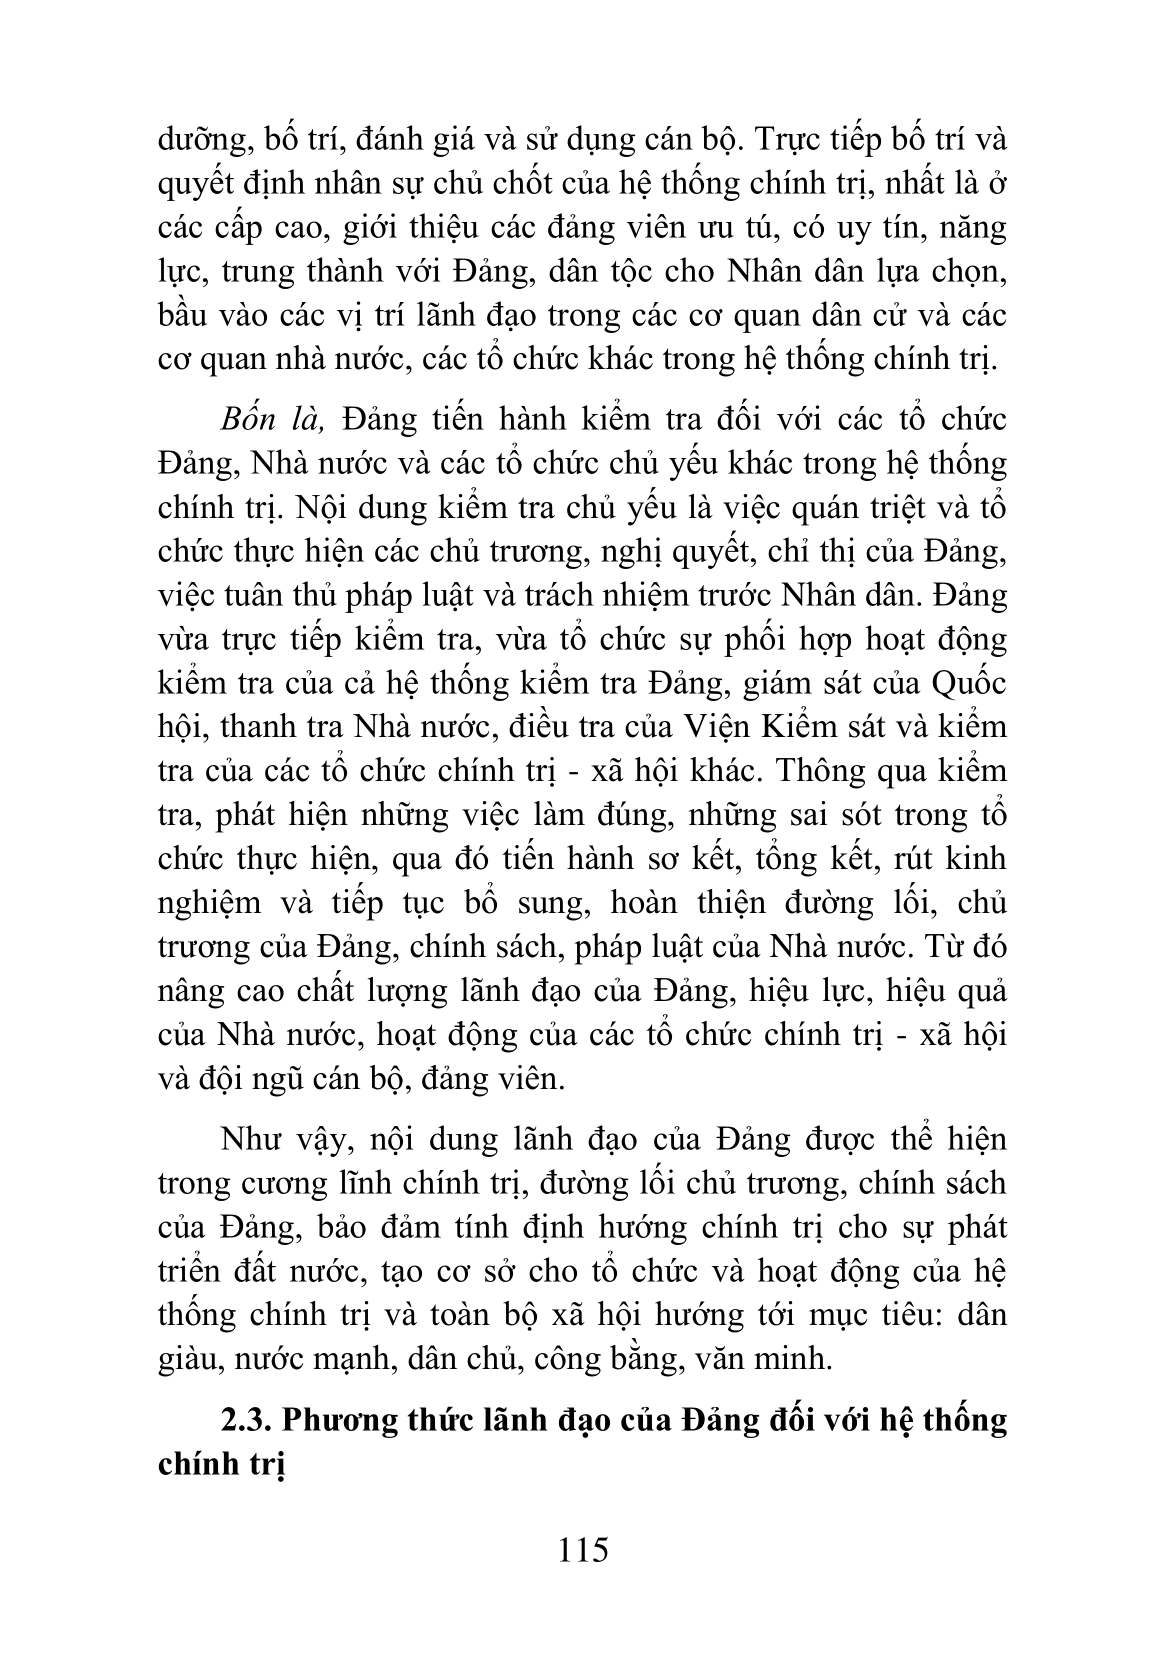 dưỡng, bố trí, đánh giá và sử dụng cán bộ. Trực tiếp bố trí và
quyết định nhân sự chủ chốt của hệ thống chính trị, nhất là ở
các cấp cao, giới thiệu các đảng viên ưu tú, có uy tín, năng
lực, trung thành với Đảng, dân tộc cho Nhân dân lựa chọn,
bầu vào các vị trí lãnh đạo trong các cơ quan dân cử và các
cơ quan nhà nước, các tổ chức khác trong hệ thống chính trị.
Bốn là, Đảng tiến hành kiểm tra đối với các tổ chức
Đảng, Nhà nước và các tổ chức chủ yếu khác trong hệ thống
chính trị. Nội dung kiểm tra chủ yếu là việc quán triệt và tổ
chức thực hiện các chủ trương, nghị quyết, chỉ thị của Đảng,
việc tuân thủ pháp luật và trách nhiệm trước Nhân dân. Đảng
vừa trực tiếp kiểm tra, vừa tổ chức sự phối hợp hoạt động
kiểm tra của cả hệ thống kiểm tra Đảng, giám sát của Quốc
hội, thanh tra Nhà nước, điều tra của Viện Kiểm sát và kiểm
tra của các tổ chức chính trị - xã hội khác. Thông qua kiểm
tra, phát hiện những việc làm đúng, những sai sót trong tổ
chức thực hiện, qua đó tiến hành sơ kết, tổng kết, rút kinh
nghiệm và tiếp tục bổ sung, hoàn thiện đường lối, chủ
trương của Đảng, chính sách, pháp luật của Nhà nước. Từ đó
nâng cao chất lượng lãnh đạo của Đảng, hiệu lực, hiệu quả
của Nhà nước, hoạt động của các tổ chức chính trị - xã hội
và đội ngũ cán bộ, đảng viên.
Như vậy, nội dung lãnh đạo của Đảng được thể hiện
trong cương lĩnh chính trị, đường lối chủ trương, chính sách
của Đảng, bảo đảm tính định hướng chính trị cho sự phát
triển đất nước, tạo cơ sở cho tổ chức và hoạt động của hệ
thống chính trị và toàn bộ xã hội hướng tới mục tiêu: dân
giàu, nước mạnh, dân chủ, công bằng, văn minh.
2.3. Phương thức lãnh đạo của Đảng đối với hệ thống
chính trị
115